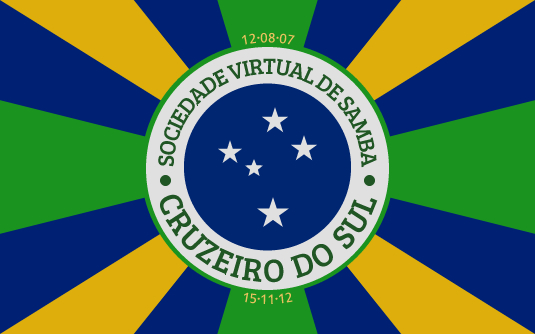 12·08·07
SOCIEDADE VIRTUAL DE SAMBA
CRUZEIRO DO SUL
15·11·12